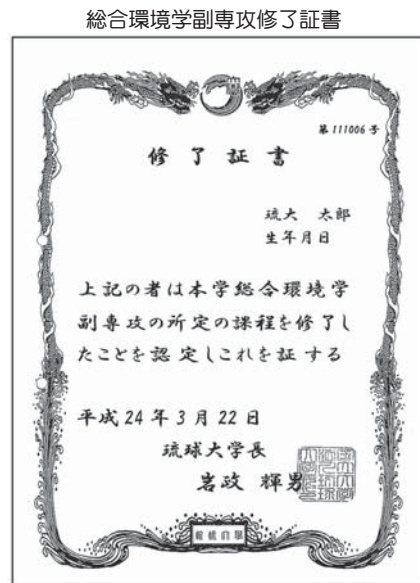 総合環境学副専攻修了証書
第111006号
修了証書
琉大 太郎
生年月日
上記の者は本学総合環境学
副専攻の所定の課程を修了し
たことを認定しこれを証する
平成24年3月22日
琉球大学長
岩政 輝男